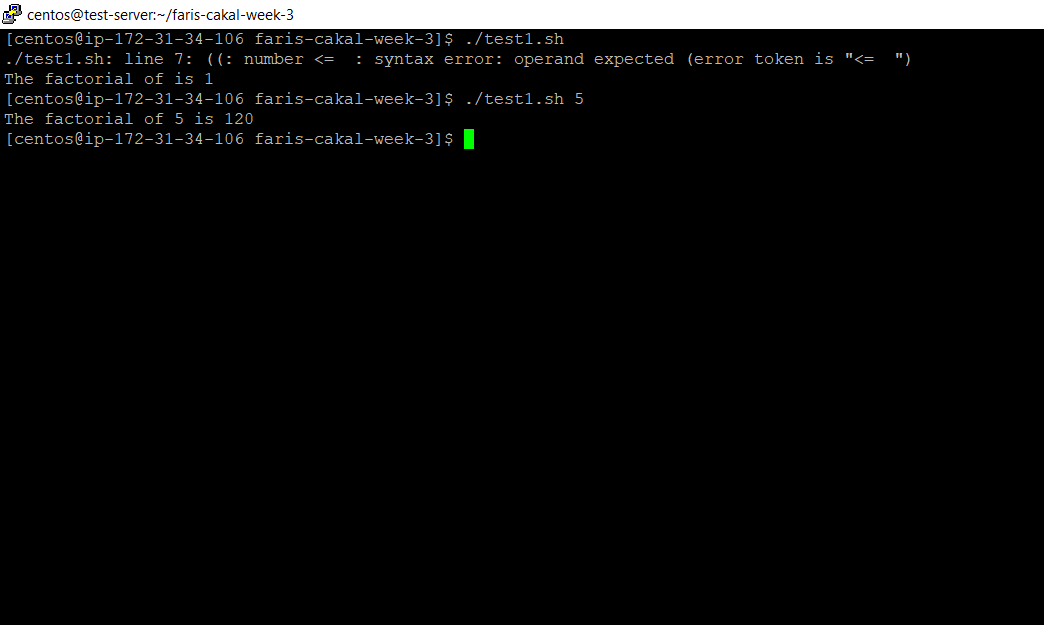 centos@test-server:~/faris-cakal-week-3
[centos@ip-172-31-34-106 faris-cakal-week-3]$ ./test1.sh
./test1.sh: line 7: ((: number <=  : syntax error: operand expected (error token is "<=  ")
The factorial of is 1
[centos@ip-172-31-34-106 faris-cakal-week-3]$ ./test1.sh 5
The factorial of 5 is 120
[centos@ip-172-31-34-106 faris-cakal-week-3]$